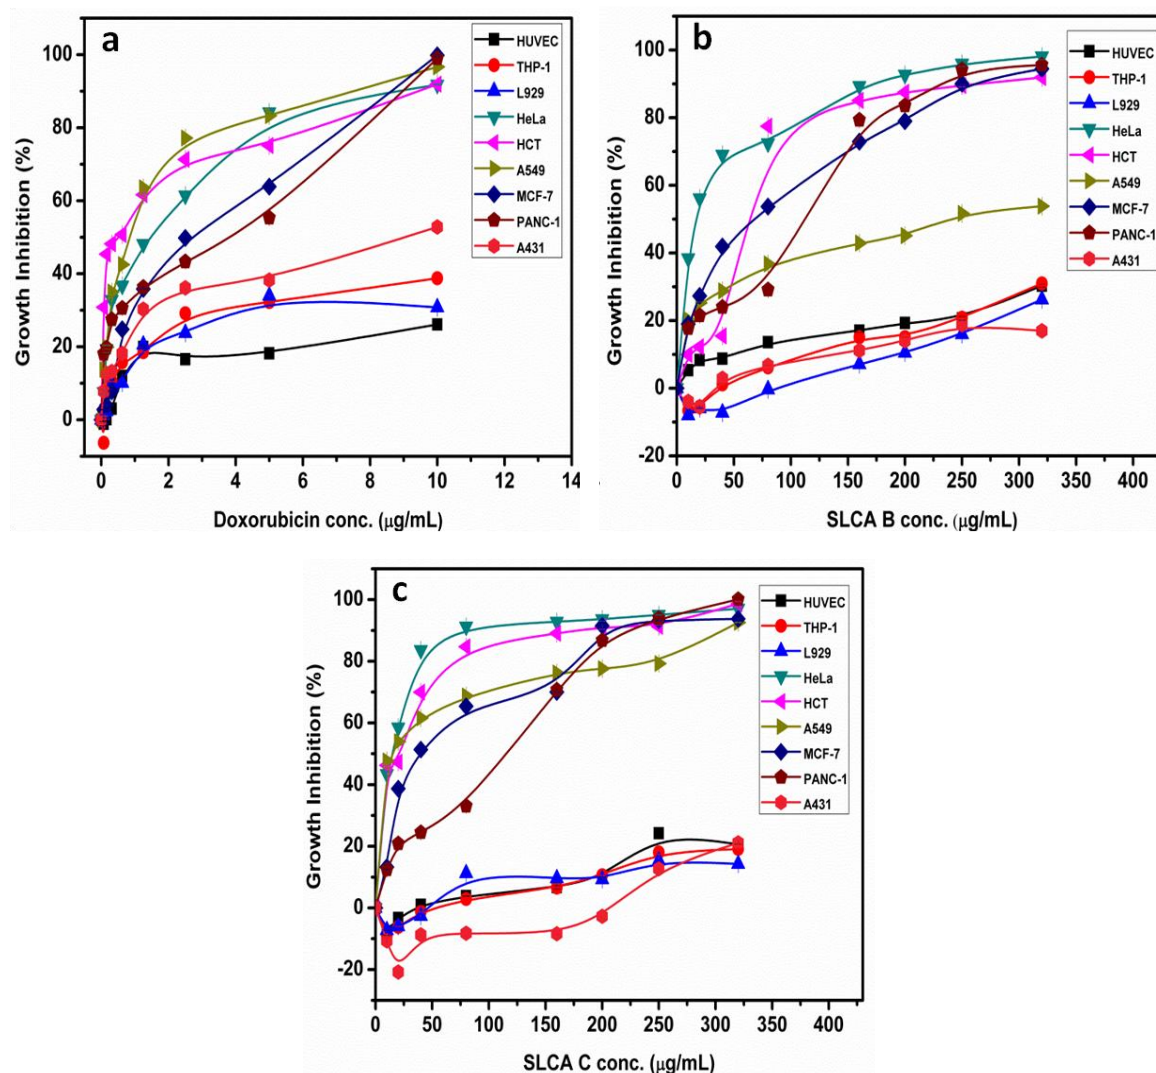 a
100
80
60
40
20
0
Growth Inhibition (%)
0 2 4 6 8 10 12 14
Doxorubicin conc. (µg/mL)
HUVEC
THP-1
L929
HeLa
HCT
A549
MCF-7
PANC-1
A431
b
100
80
60
40
20
0
-20
Growth Inhibition (%)
0 50 100 150 200 250 300 350 400
SLCA B conc. (µg/mL)
HUVEC
THP-1
L929
HeLa
HCT
A549
MCF-7
PANC-1
A431
c
100
80
60
40
20
0
-20
Growth Inhibition (%)
0 50 100 150 200 250 300 350 400
SLCA C conc. (µg/mL)
HUVEC
THP-1
L929
HeLa
HCT
A549
MCF-7
PANC-1
A431